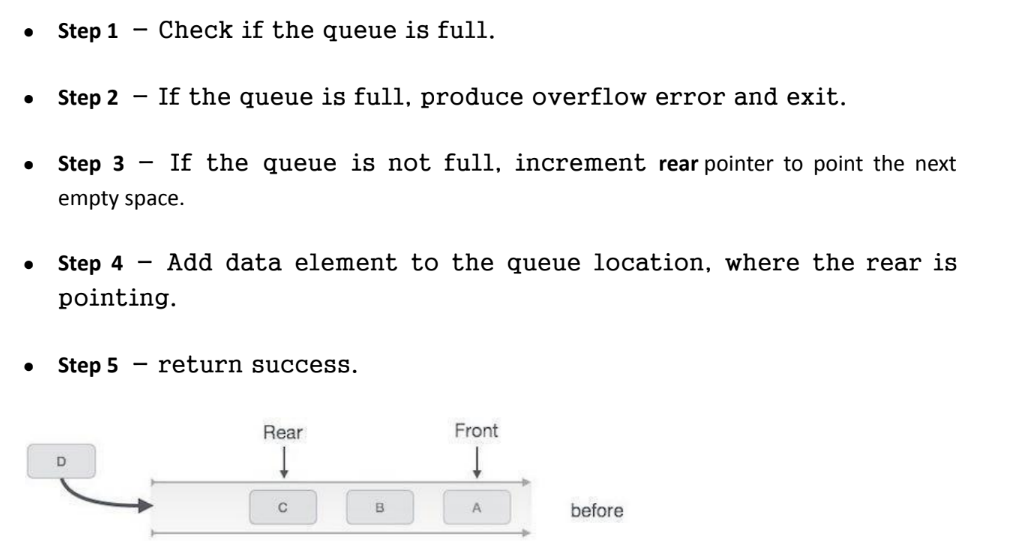 • Step 1 – Check if the queue is full.
• Step 2 – If the queue is full, produce overflow error and exit.
• Step 3 – If the queue is not full, increment rear pointer to point the next
empty space.
• Step 4 – Add data element to the queue location, where the rear is
pointing.
• Step 5 – return success.
Rear Front
D
C B A before